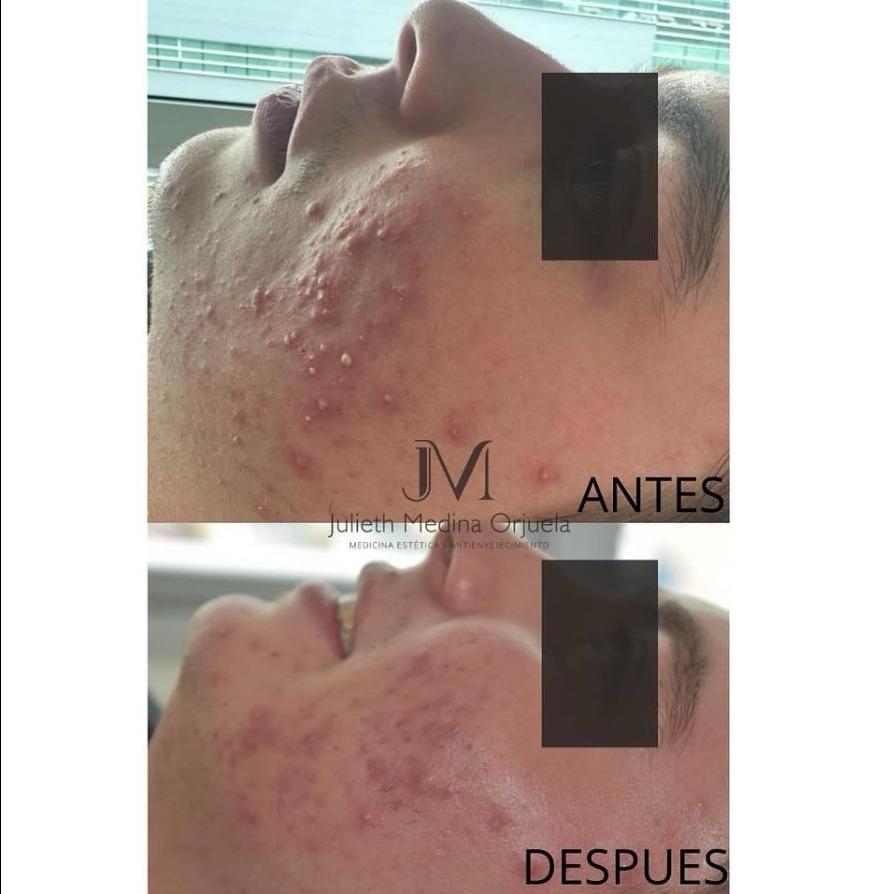 ANTES
JM
Julieth Medina Orjuela
MEDICINA ESTÉTICA Y ANTIENVEJECIMIENTO
DESPUES